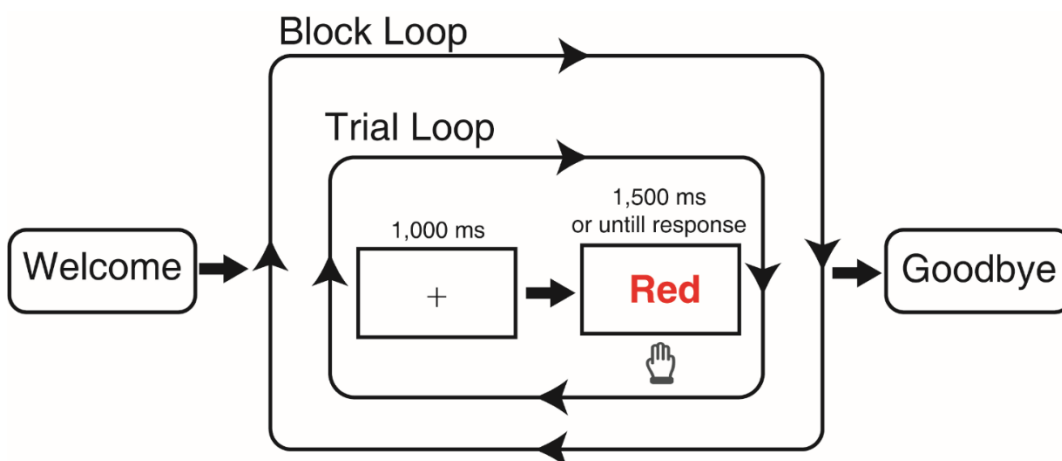 Block Loop
Trial Loop
1,500 ms
or untill response
1,000 ms
Welcome
+
Red
Goodbye